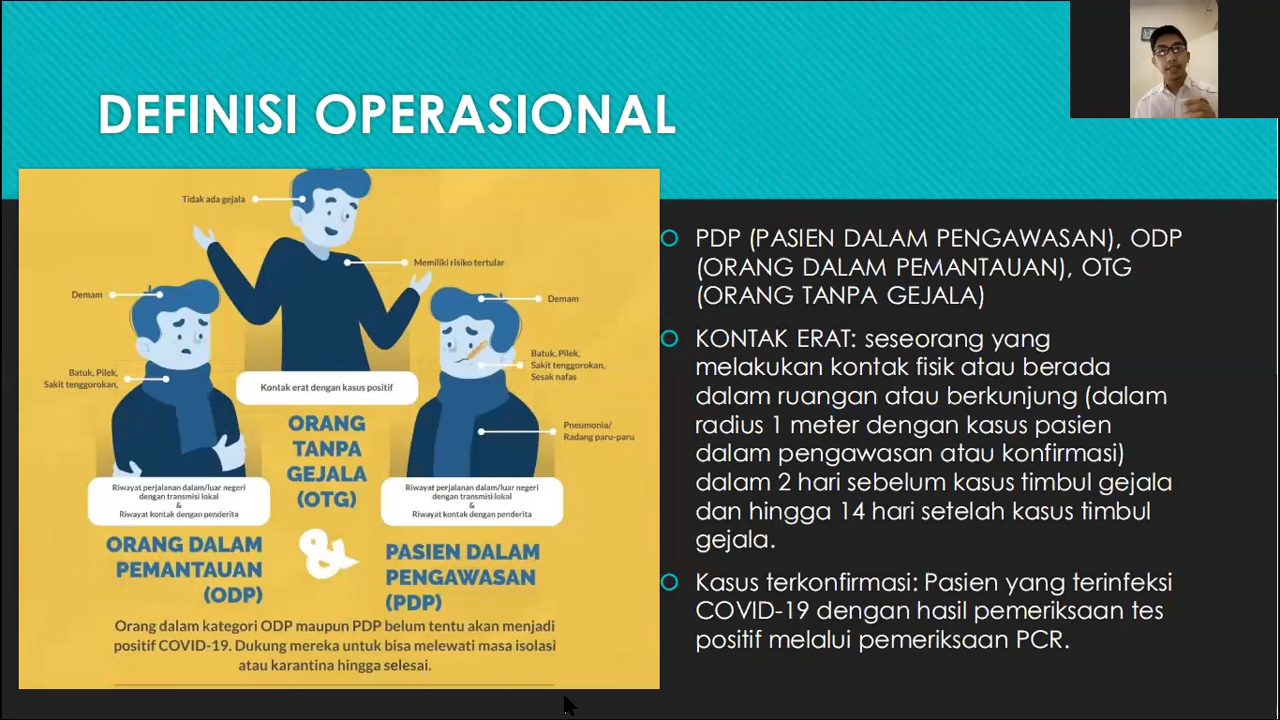 DEFINISI OPERASIONAL
Tidak ada gejala
Memiliki risiko tertular
Demam
Demam
Batuk, Pilek,
Sakit tenggorokan,
Batuk, Pilek,
Sakit tenggorokan,
Sesak nafas
Kontak erat dengan kasus positif
Pneumonia/
Radang paru-paru
ORANG
TANPA
GEJALA
(OTG)
Riwayat perjalanan dalam/luar negeri
dengan transmisi lokal
&
Riwayat kontak dengan penderita
Riwayat perjalanan dalam/luar negeri
dengan transmisi lokal
&
Riwayat kontak dengan penderita
ORANG DALAM
PEMANTAUAN
(ODP)
&
PASIEN DALAM
PENGAWASAN
(PDP)
Orang dalam kategori ODP maupun PDP belum tentu akan menjadi
positif COVID-19. Dukung mereka untuk bisa melewati masa isolasi
atau karantina hingga selesai.
PDP (PASIEN DALAM PENGAWASAN), ODP
(ORANG DALAM PEMANTAUAN), OTG
(ORANG TANPA GEJALA)
KONTAK ERAT: seseorang yang
melakukan kontak fisik atau berada
dalam ruangan atau berkunjung (dalam
radius 1 meter dengan kasus pasien
dalam pengawasan atau konfirmasi)
dalam 2 hari sebelum kasus timbul gejala
dan hingga 14 hari setelah kasus timbul
gejala.
Kasus terkonfirmasi: Pasien yang terinfeksi
COVID-19 dengan hasil pemeriksaan tes
positif melalui pemeriksaan PCR.